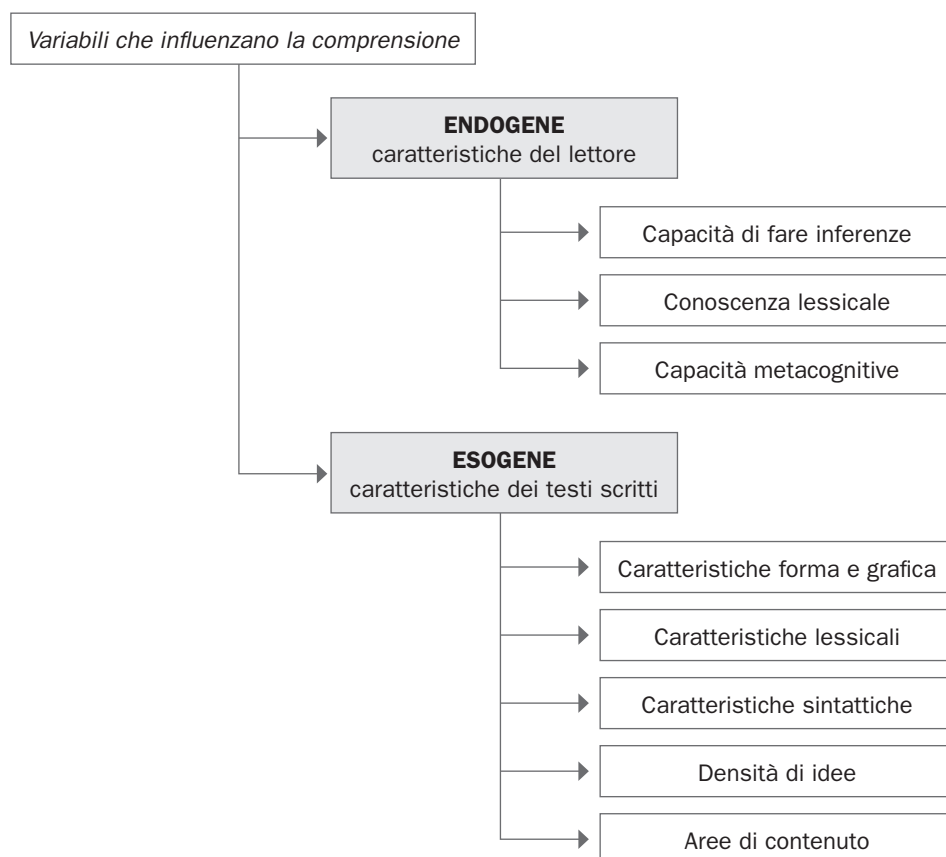 Variabili che influenzano la comprensione
ENDOGENE
caratteristiche del lettore
Capacità di fare inferenze
Conoscenza lessicale
Capacità metacognitive
ESOGENE
caratteristiche dei testi scritti
Caratteristiche forma e grafica
Caratteristiche lessicali
Caratteristiche sintattiche
Densità di idee
Aree di contenuto